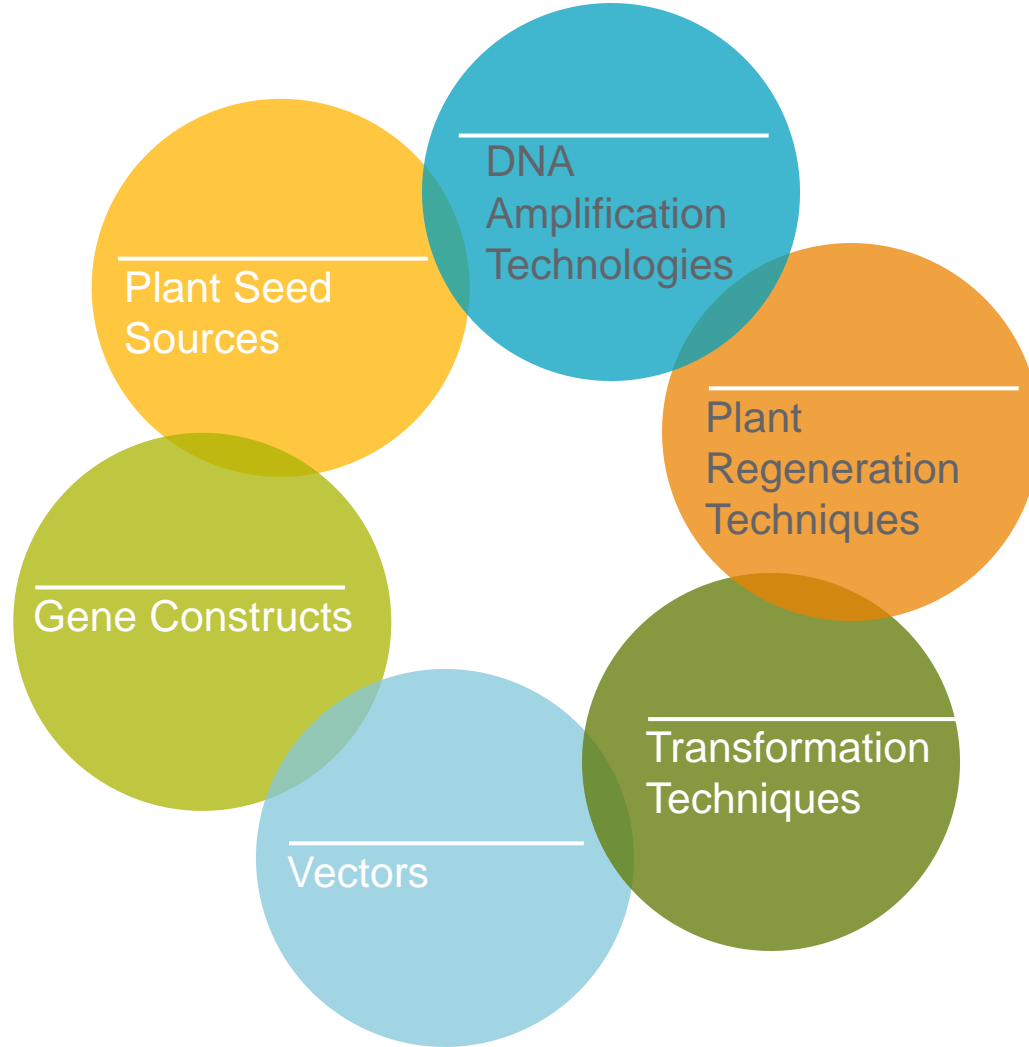 DNA
Amplification
Technologies
Plant Seed
Sources
Plant
Regeneration
Techniques
Gene Constructs
Transformation
Techniques
Vectors